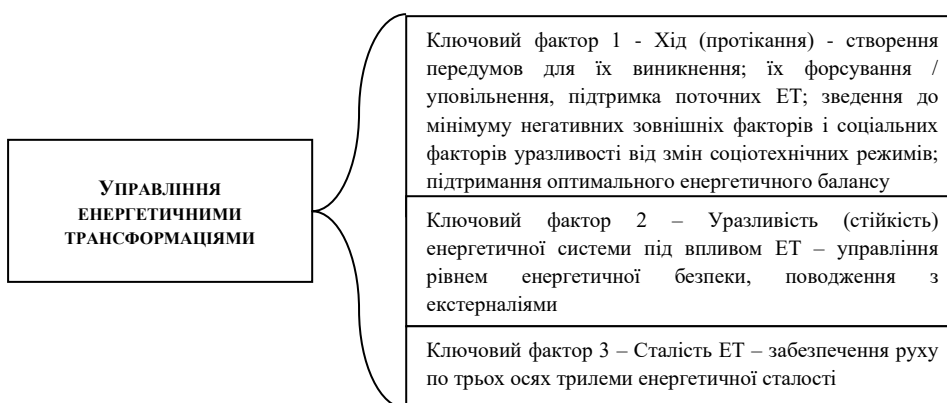 УПРАВЛІННЯ
ЕНЕРГЕТИЧНИМИ
ТРАНСФОРМАЦІЯМИ
Ключовий фактор 1 - Хід (протікання) - створення
передумов для їх виникнення; їх форсування /
уповільнення, підтримка поточних ЕТ; зведення до
мінімуму негативних зовнішніх факторів і соціальних
факторів уразливості від змін соціотехнічних режимів;
підтримання оптимального енергетичного балансу
Ключовий фактор 2 – Уразливість (стійкість)
енергетичної системи під впливом ЕТ – управління
рівнем енергетичної безпеки, поводження з
екстерналіями
Ключовий фактор 3 – Сталість ЕТ – забезпечення руху
по трьох осях трилеми енергетичної сталості